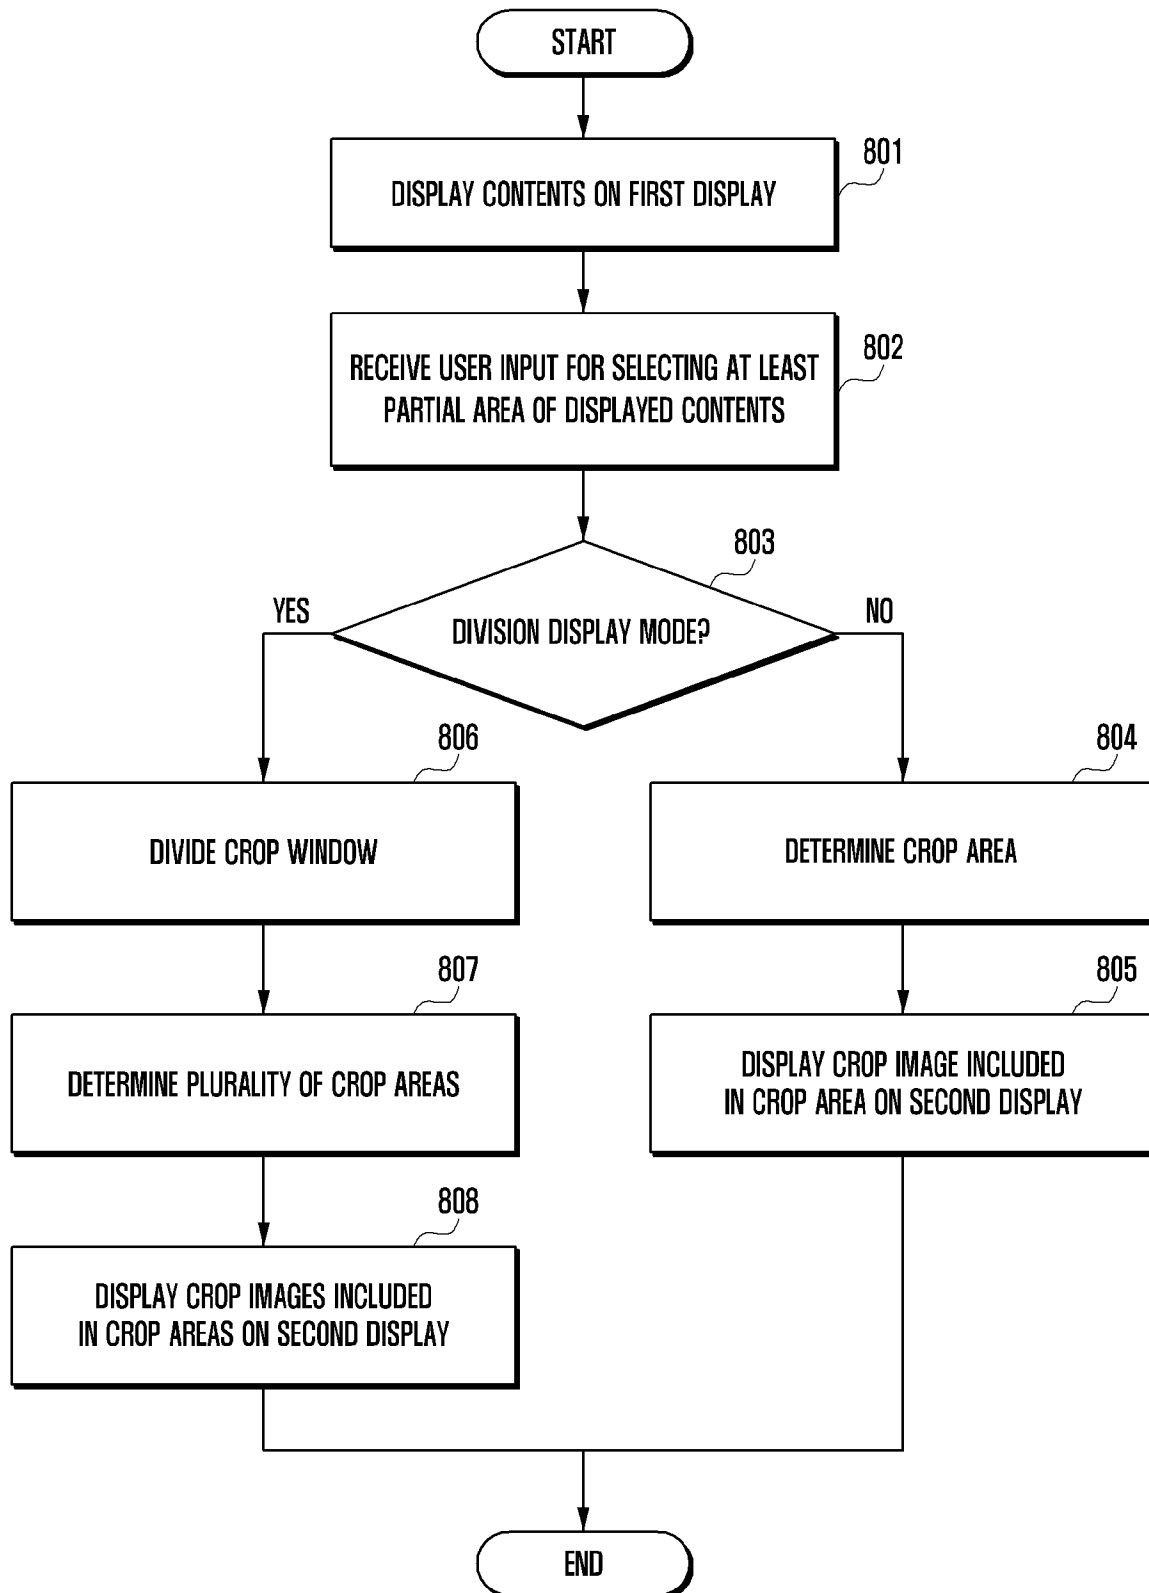 START
801
DISPLAY CONTENTS ON FIRST DISPLAY
802
RECEIVE USER INPUT FOR SELECTING AT LEAST
PARTIAL AREA OF DISPLAYED CONTENTS
803
YES
NO
DIVISION DISPLAY MODE?
806
804
DIVIDE CROP WINDOW
DETERMINE CROP AREA
807
805
DETERMINE PLURALITY OF CROP AREAS
DISPLAY CROP IMAGE INCLUDED
IN CROP AREA ON SECOND DISPLAY
808
DISPLAY CROP IMAGES INCLUDED
IN CROP AREAS ON SECOND DISPLAY
END